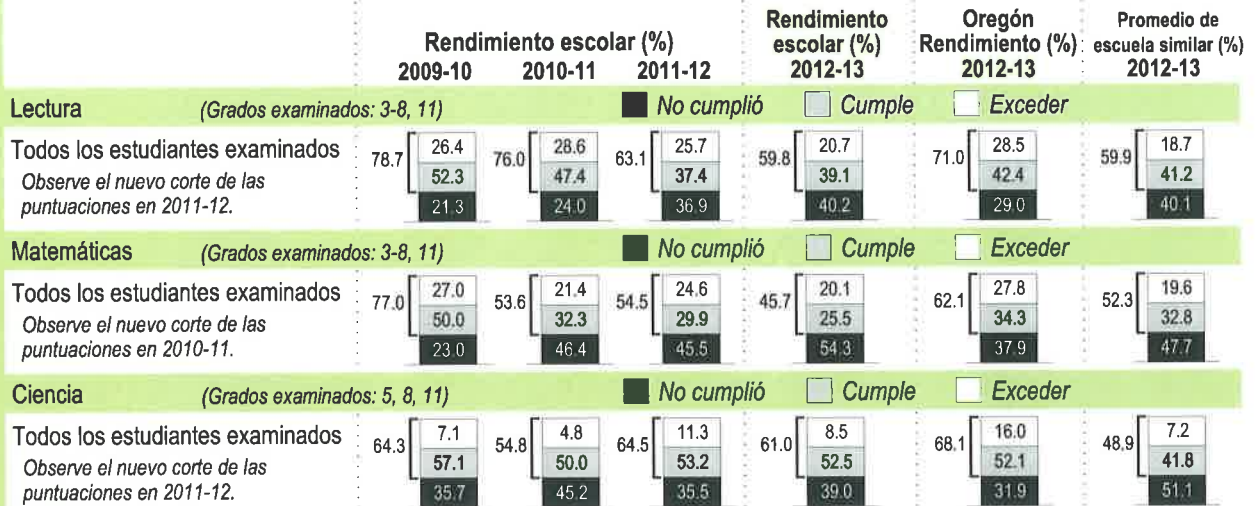 Rendimiento escolar (%)
2009-10 2010-11 2011-12
Rendimiento
escolar (%)
2012-13
Oregón
Rendimiento (%)
2012-13
Promedio de
escuela similar (%)
2012-13
Lectura (Grados examinados: 3-8, 11) No cumplió Cumple Exceder
Todos los estudiantes examinados
Observe el nuevo corte de las
puntuaciones en 2011-12.
78.7 26.4 52.3 21.3
76.0 28.6 47.4 24.0
63.1 25.7 37.4 36.9
59.8 20.7 39.1 40.2
71.0 28.5 42.4 29.0
59.9 18.7 41.2 40.1
Matemáticas (Grados examinados: 3-8, 11) No cumplió Cumple Exceder
Todos los estudiantes examinados
Observe el nuevo corte de las
puntuaciones en 2010-11.
77.0 27.0 50.0 23.0
53.6 21.4 32.3 46.4
54.5 24.6 29.9 45.5
45.7 20.1 25.5 54.3
62.1 27.8 34.3 37.9
52.3 19.6 32.8 47.7
Ciencia (Grados examinados: 5, 8, 11) No cumplió Cumple Exceder
Todos los estudiantes examinados
Observe el nuevo corte de las
puntuaciones en 2011-12.
64.3 7.1 57.1 35.7
54.8 4.8 50.0 45.2
64.5 11.3 53.2 35.5
61.0 8.5 52.5 39.0
68.1 16.0 52.1 31.9
48.9 7.2 41.8 51.1